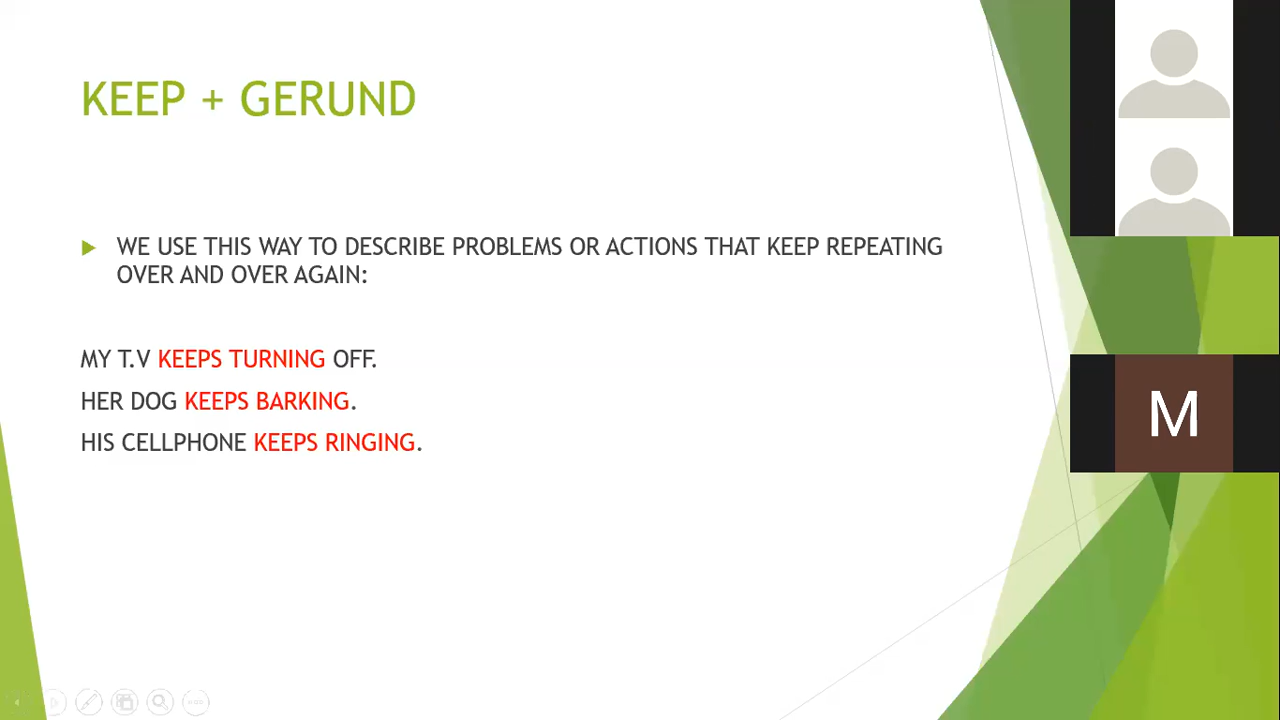 KEEP + GERUND
WE USE THIS WAY TO DESCRIBE PROBLEMS OR ACTIONS THAT KEEP REPEATING
OVER AND OVER AGAIN:
MY T.V KEEPS TURNING OFF.
HER DOG KEEPS BARKING.
HIS CELLPHONE KEEPS RINGING.
M